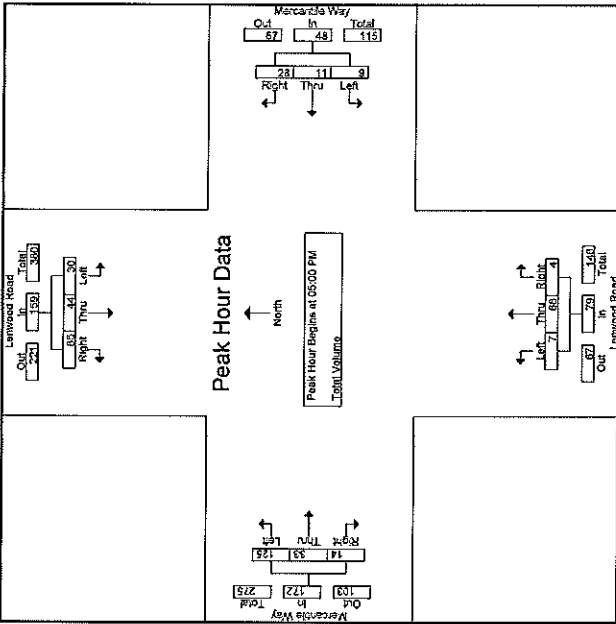 Lenwood Road
Out In Total
221 159 380
85 44 30
Right Thru Left
Mercantile Way
Out In Total
67 48 115
28 11 9
Right Thru Left
Peak Hour Data
North
Peak Hour Begins at 05:00 PM
Total Volume
Mercantile Way
Out In Total
103 172 275
14 33 125
Right Thru Left
Left Thru Right
7 68 4
67 79 146
Out In Total
Lenwood Road